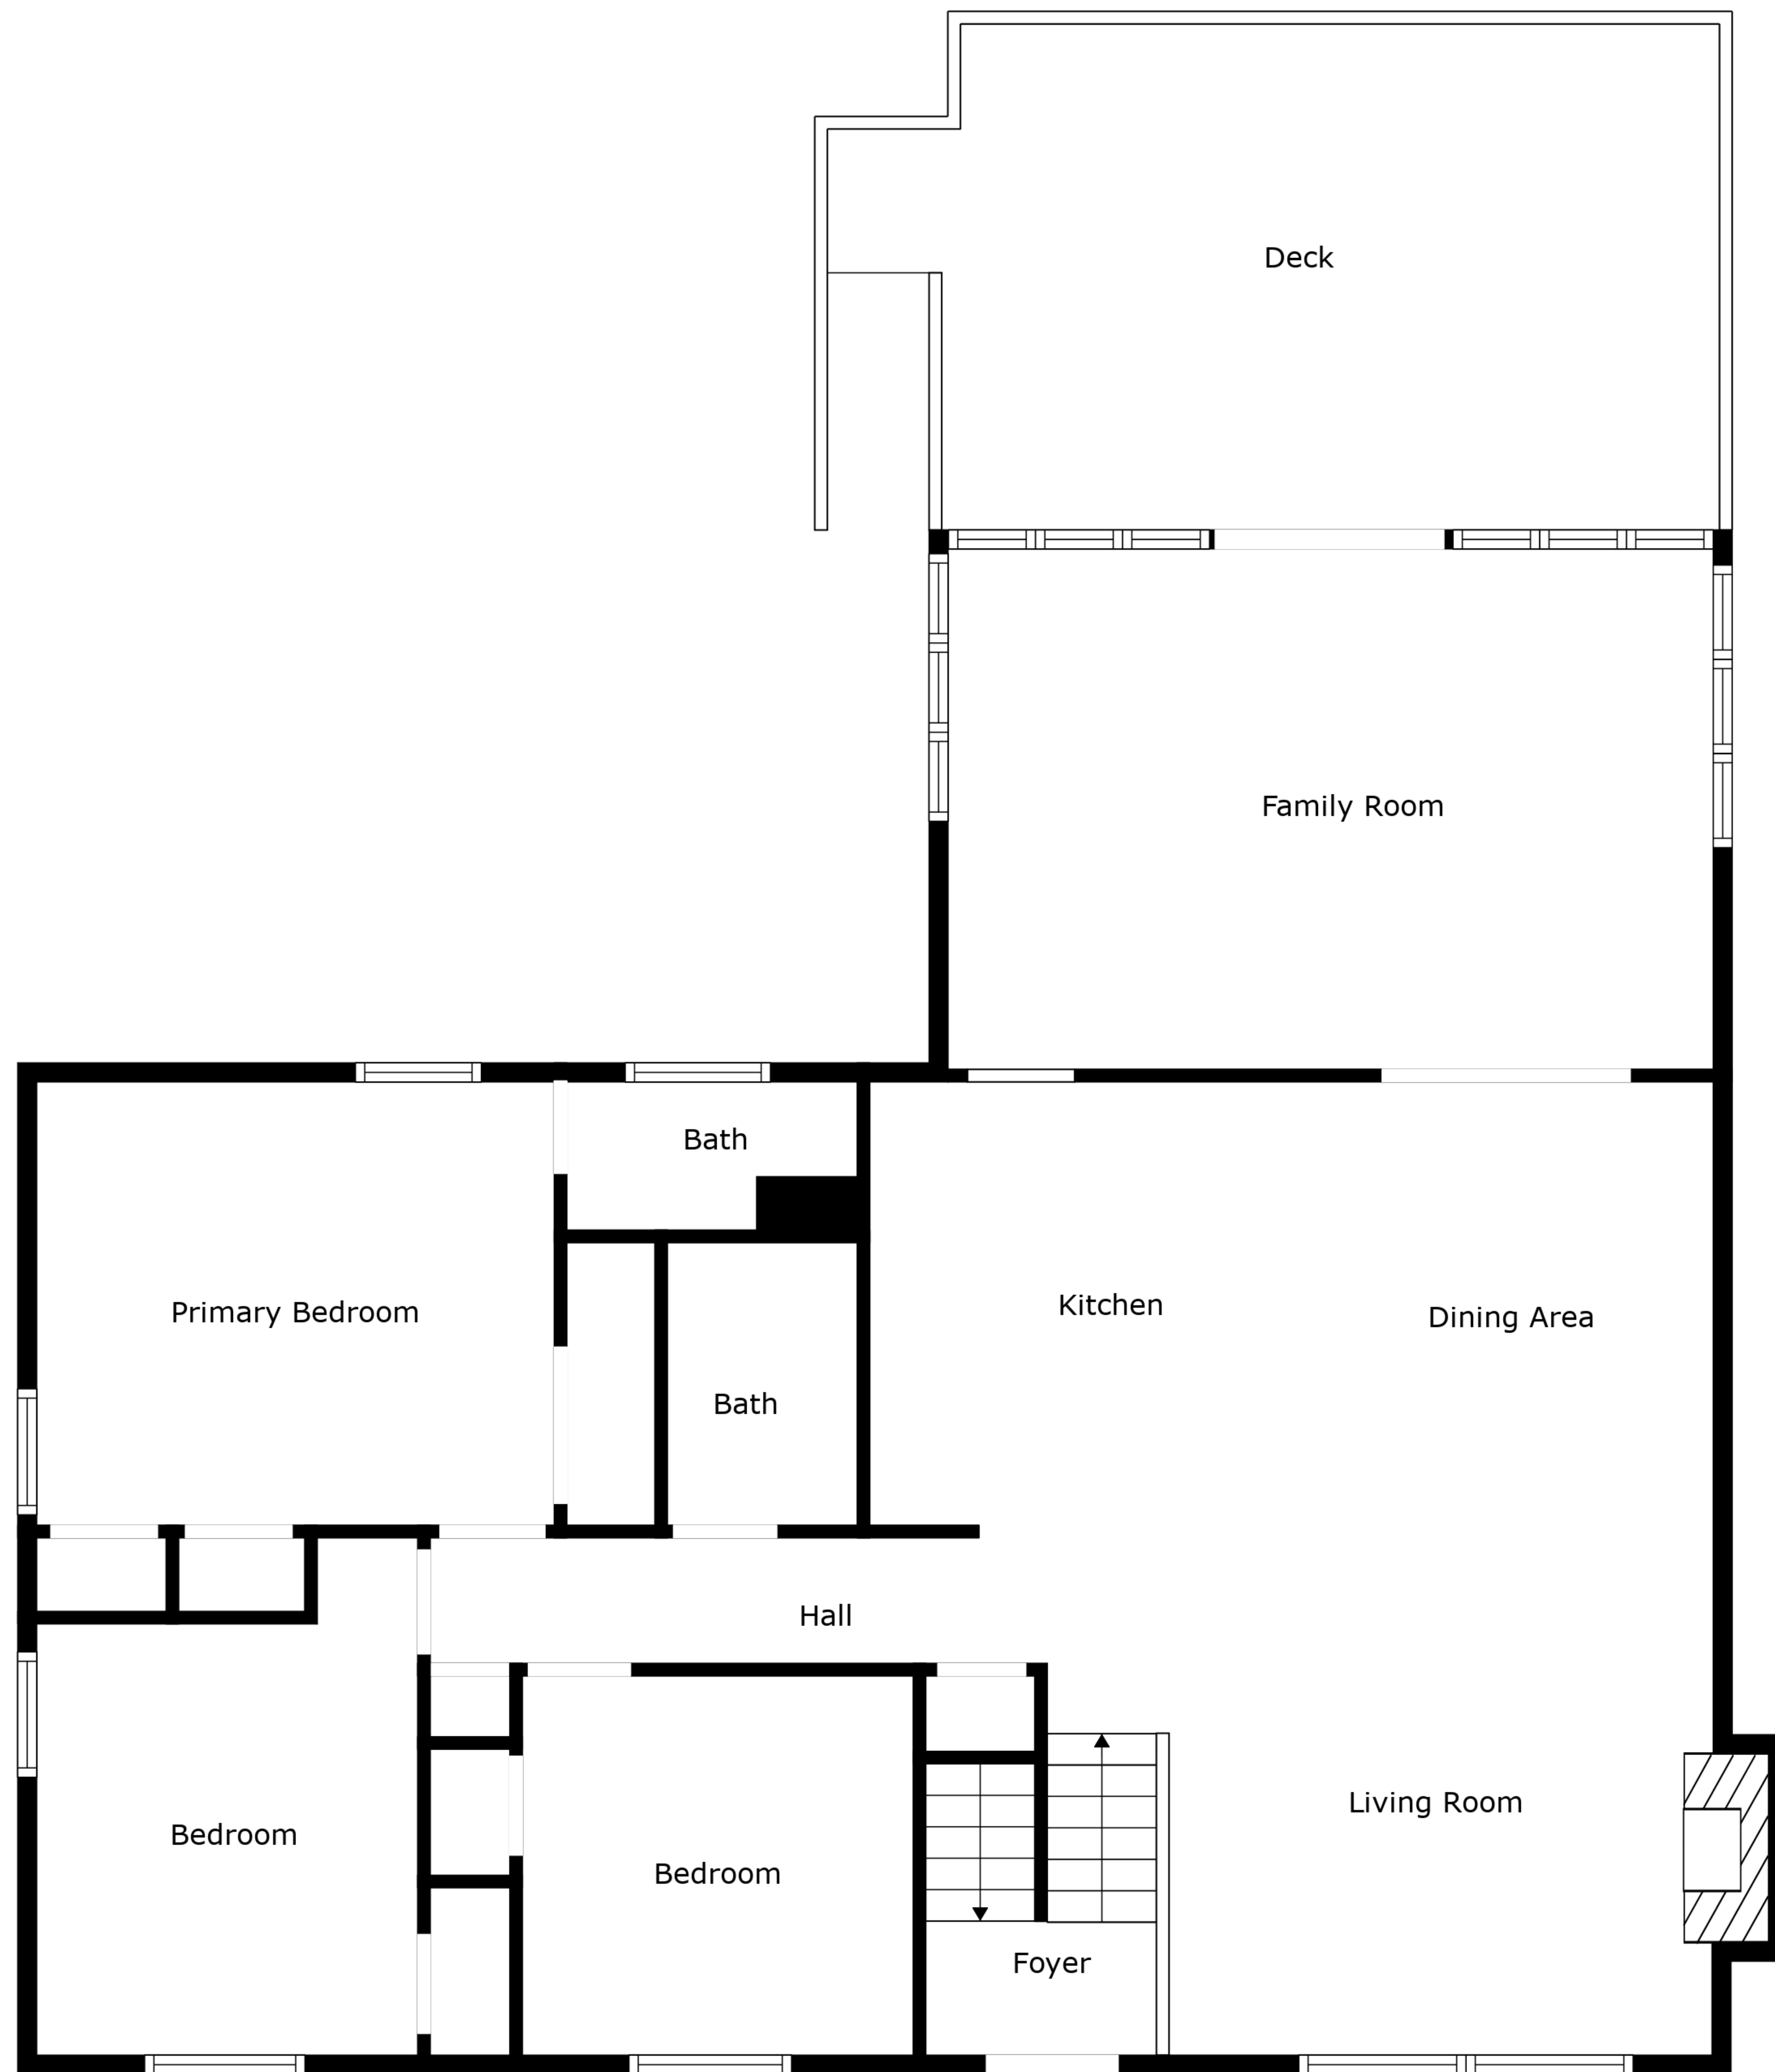 Deck
Family Room
Bath
Primary Bedroom
Kitchen
Dining Area
Bath
Hall
Living Room
Bedroom
Bedroom
Foyer